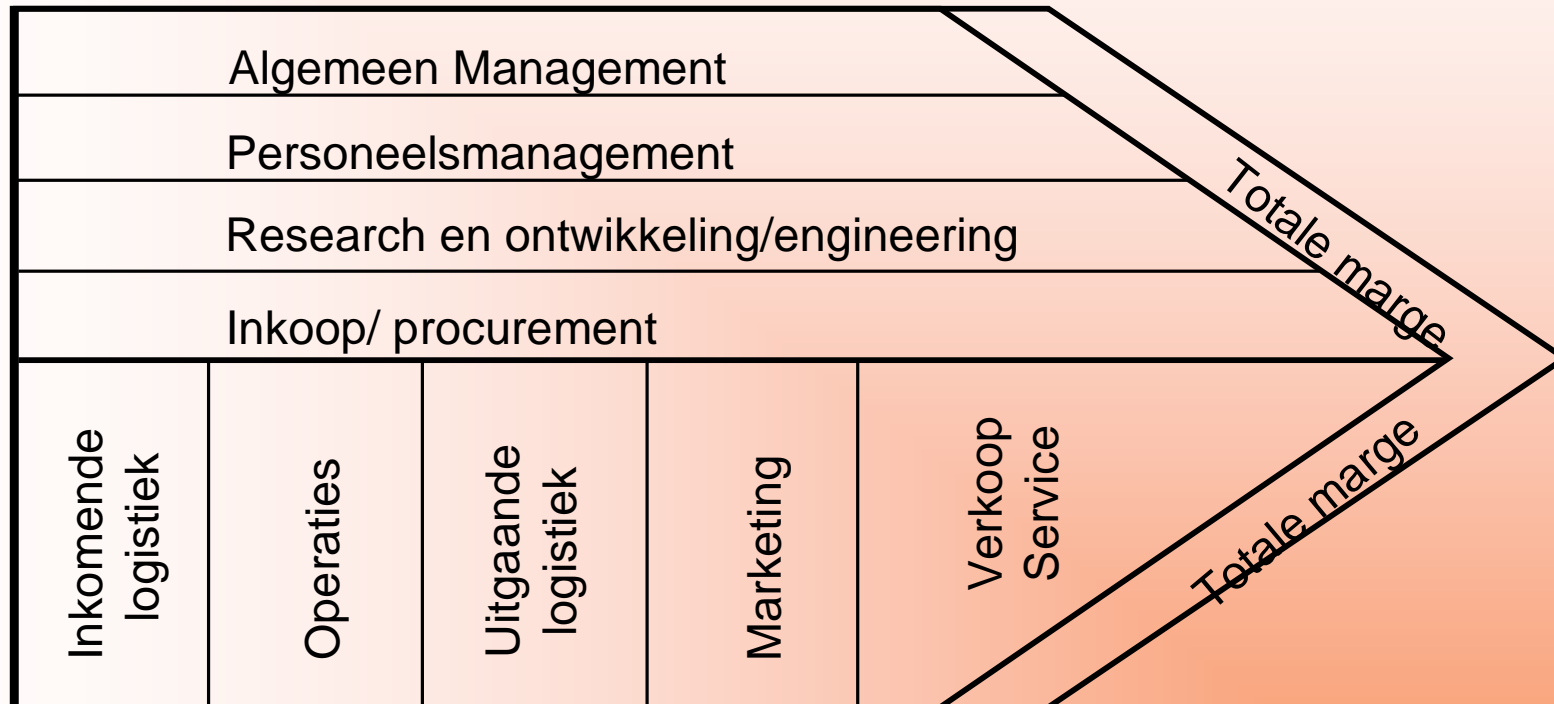 Algemeen Management
Personeelsmanagement
Research en ontwikkeling/engineering
Inkoop/ procurement
Totale marge
Inkomende
logistiek
Operaties
Uitgaande
logistiek
Marketing
Verkoop
Service
Totale marge